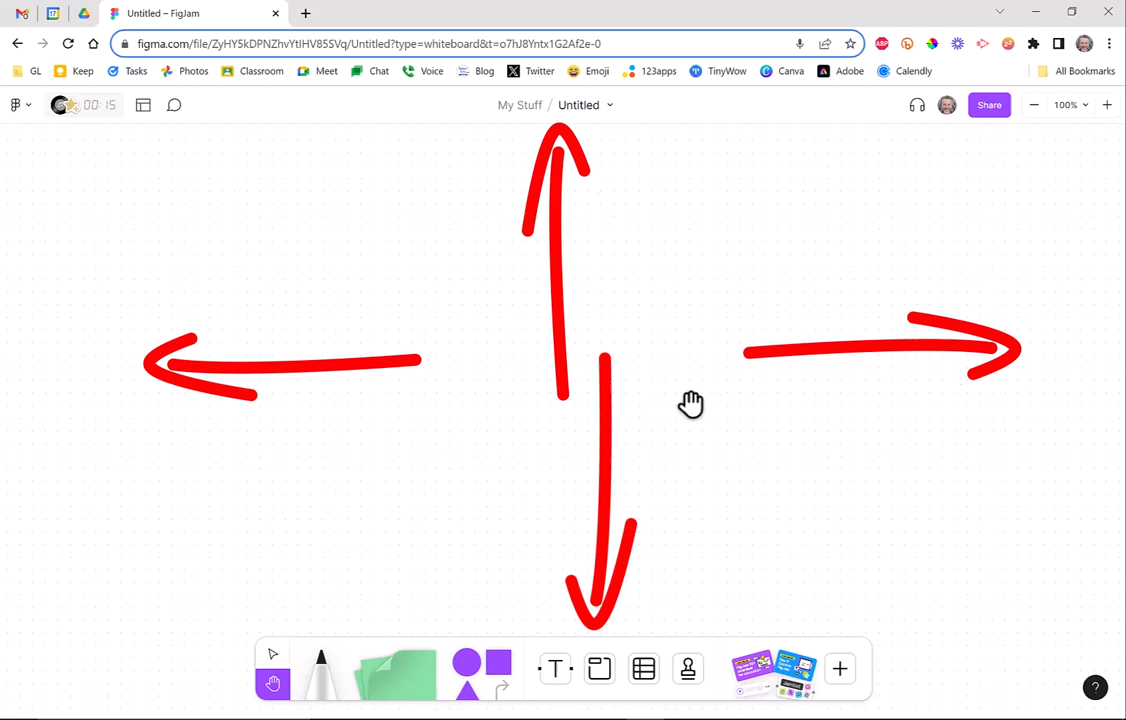 Untitled – FigJam
figma.com/file/ZyHY5kDPNZhvYtIHV85SVq/Untitled?type=whiteboard&t=o7hJ8Yntx1G2Af2e-0
GL Keep Tasks Photos Classroom Meet Chat Voice Blog Twitter Emoji 123apps TinyWow Canva Adobe Calendly All Bookmarks
00:15 My Stuff / Untitled Share 100%
T
?